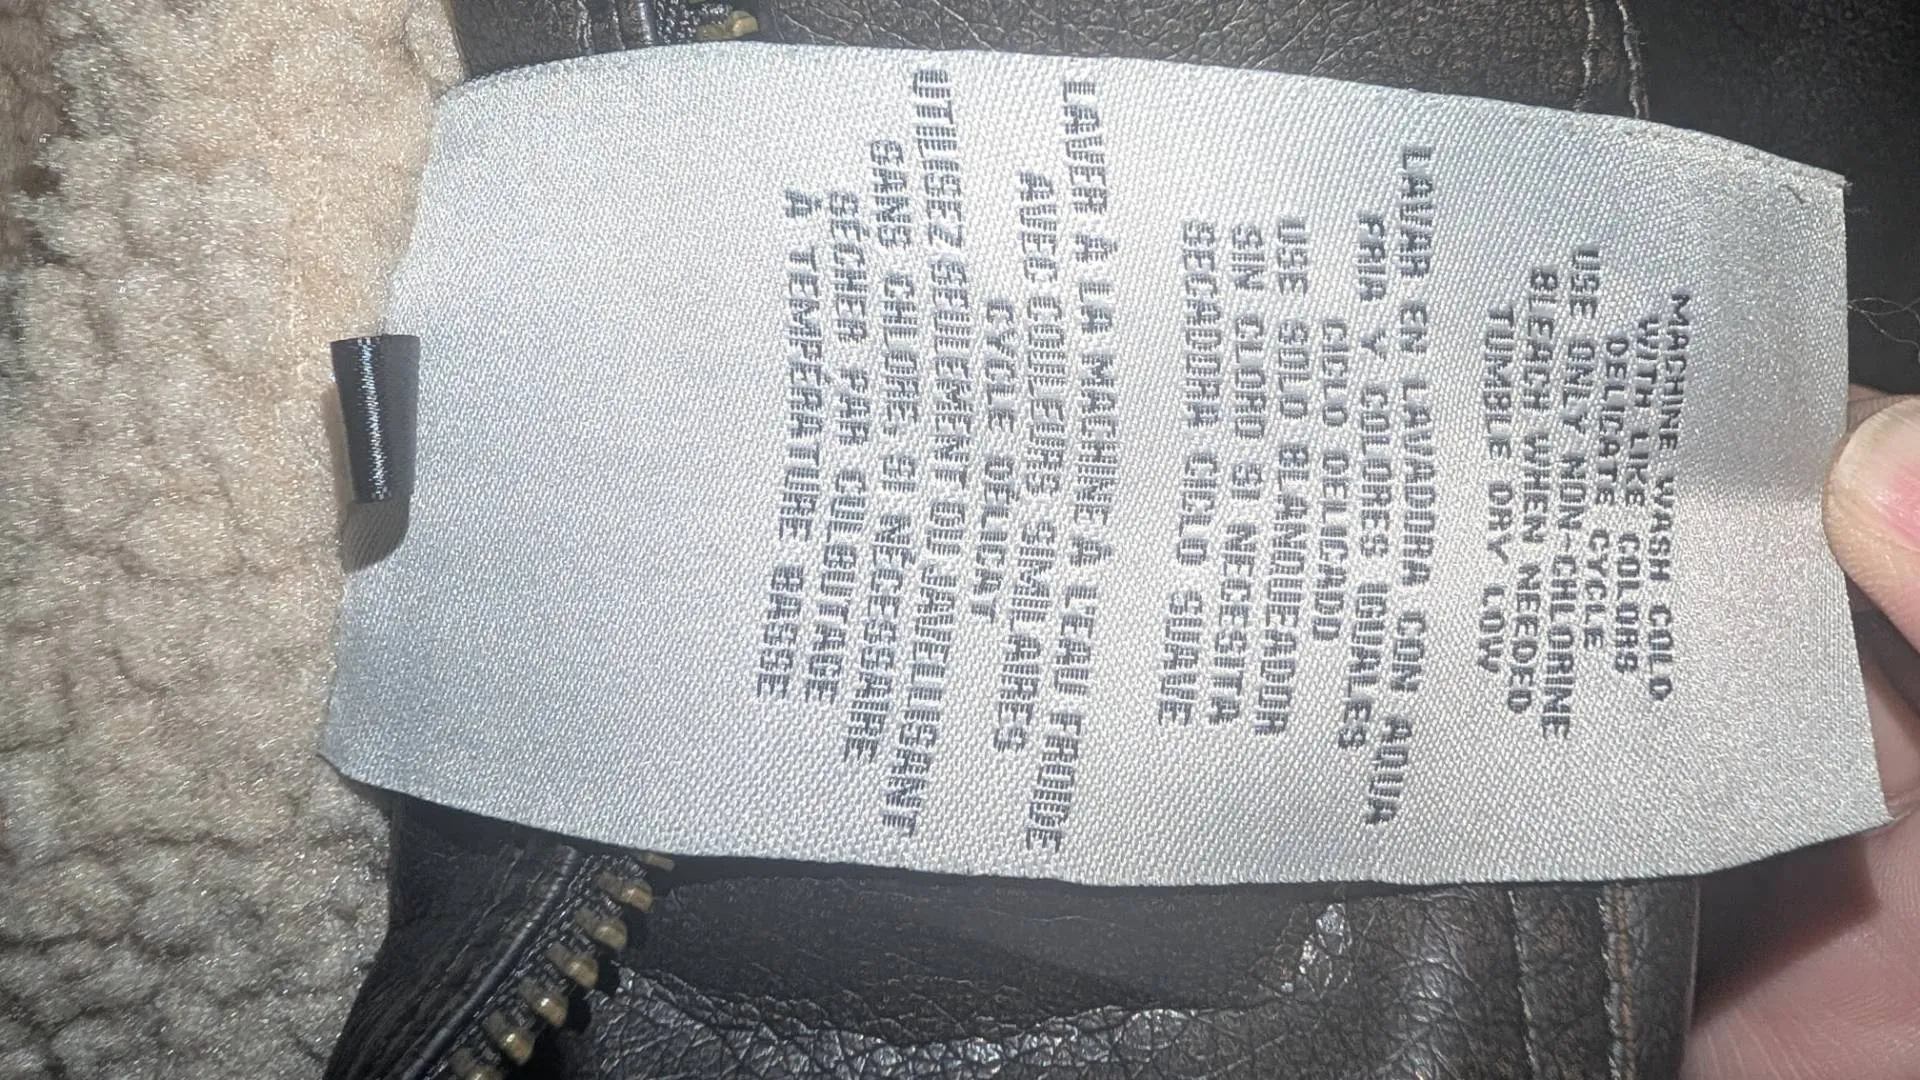 MACHINE WASH COLD
WITH LIKE COLORS
DELICATE CYCLE
USE ONLY NON-CHLORINE
BLEACH WHEN NEEDED
TUMBLE DRY LOW
LAVAR EN LAVADORA CON AQUA
FRIA Y COLORES IGUALES
CICLO DELICADO
USE SOLO BLANQUEADOR
SIN CLORO SI NECESITA
SECADORA CICLO SUAVE
LAVER À LA MACHINE À L'EAU FROIDE
AVEC COULEURS SIMILAIRES
CYCLE DÉLICAT
UTILISEZ SEULEMENT DU JAVELLISANT
SANS CHLORE, SI NÉCESSAIRE
SÉCHER PAR CULBUTAGE
À TEMPÉRATURE BASSE